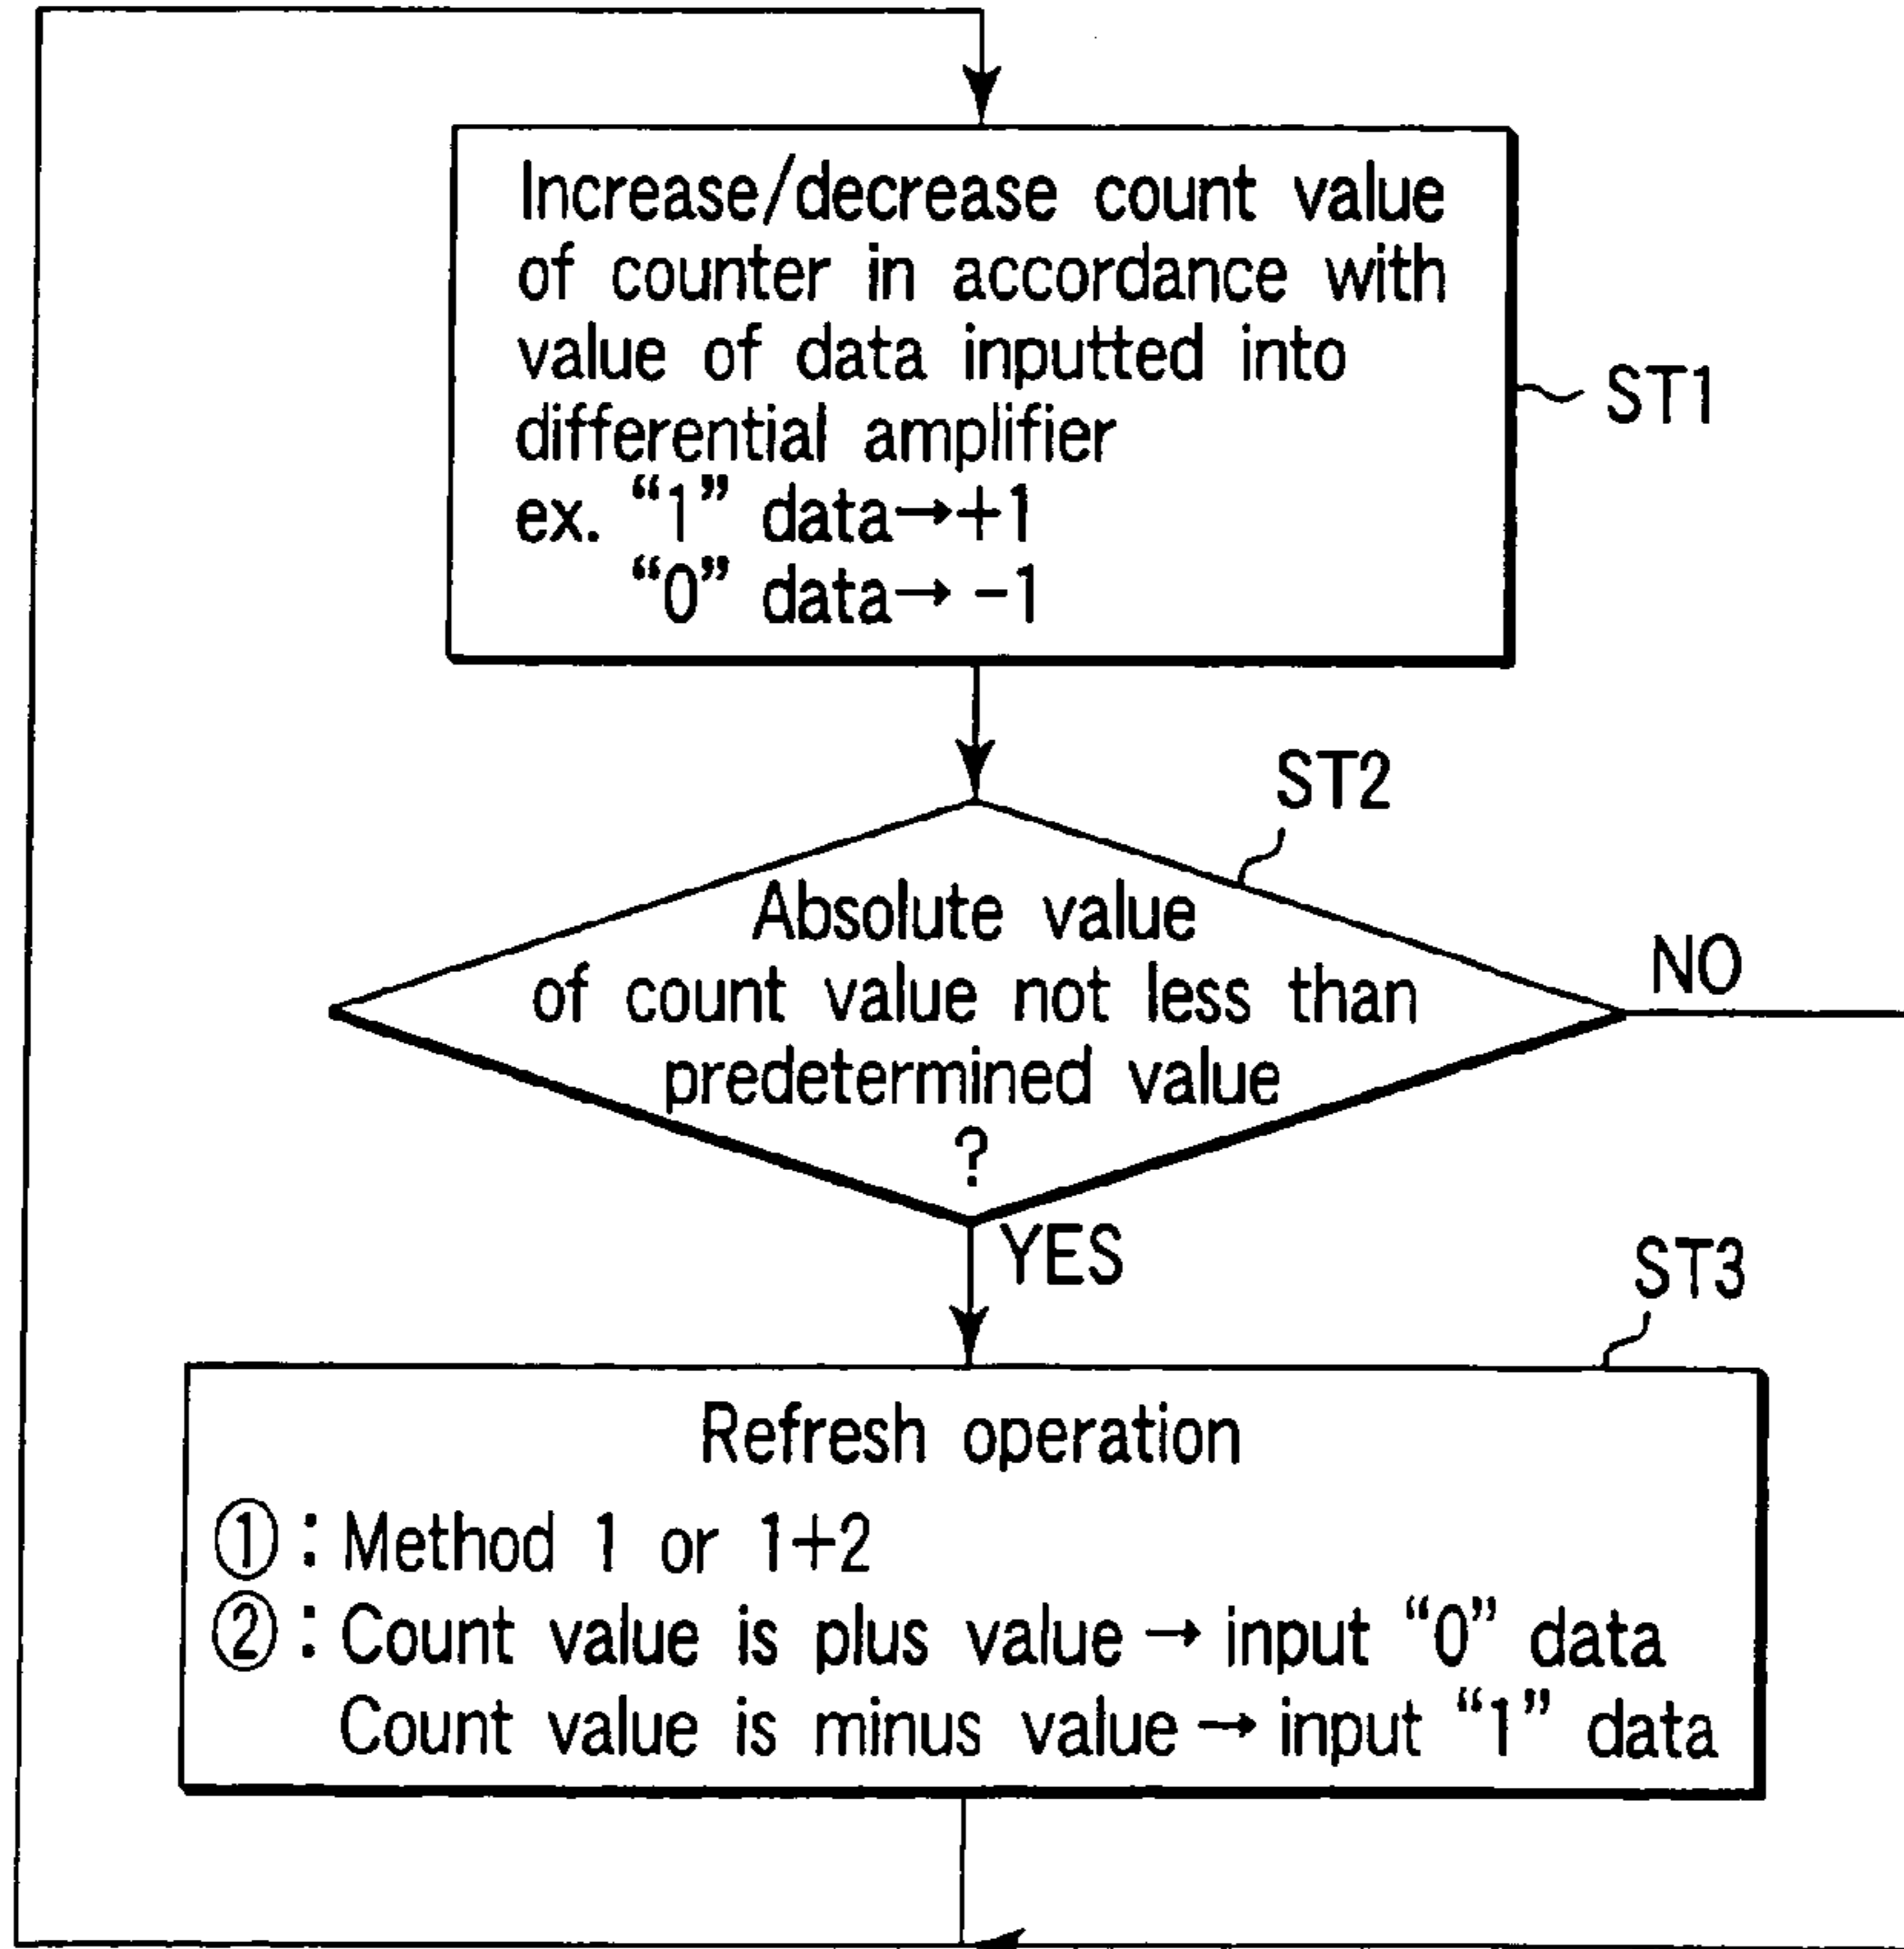 Increase/decrease count value
of counter in accordance with
value of data inputted into
differential amplifier
ex. “1” data→+1
“0” data→ -1
ST1
ST2
Absolute value
of count value not less than
predetermined value
?
NO
YES
ST3
Refresh operation
①: Method 1 or 1+2
②: Count value is plus value → input “0” data
Count value is minus value → input “1” data